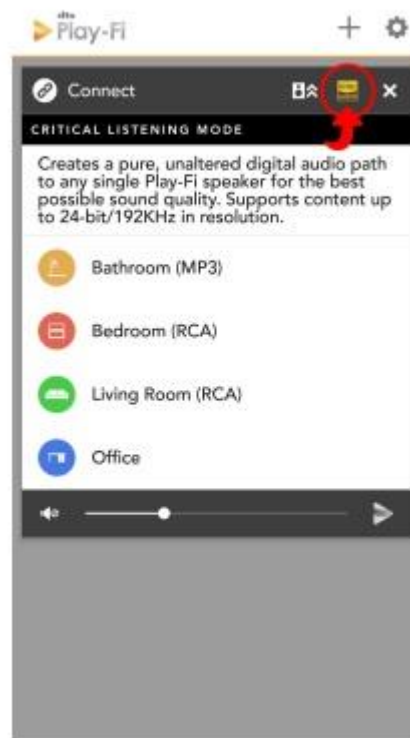 dts
Play-Fi
Connect
CRITICAL LISTENING MODE
Creates a pure, unaltered digital audio path
to any single Play-Fi speaker for the best
possible sound quality. Supports content up
to 24-bit/192KHz in resolution.
Bathroom (MP3)
Bedroom (RCA)
Living Room (RCA)
Office